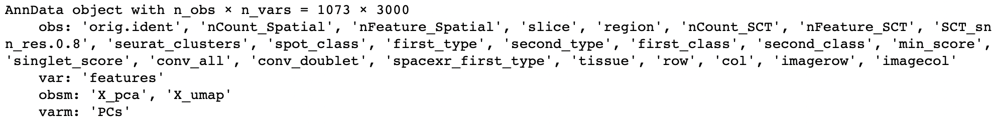 AnnData object with n_obs × n_vars = 1073 × 3000
    obs: 'orig.ident', 'nCount_Spatial', 'nFeature_Spatial', 'slice', 'region', 'nCount_SCT', 'nFeature_SCT', 'SCT_sn
n_res.0.8', 'seurat_clusters', 'spot_class', 'first_type', 'second_type', 'first_class', 'second_class', 'min_score',
'singlet_score', 'conv_all', 'conv_doublet', 'spacexr_first_type', 'tissue', 'row', 'col', 'imagerow', 'imagecol'
    var: 'features'
    obsm: 'X_pca', 'X_umap'
    varm: 'PCs'